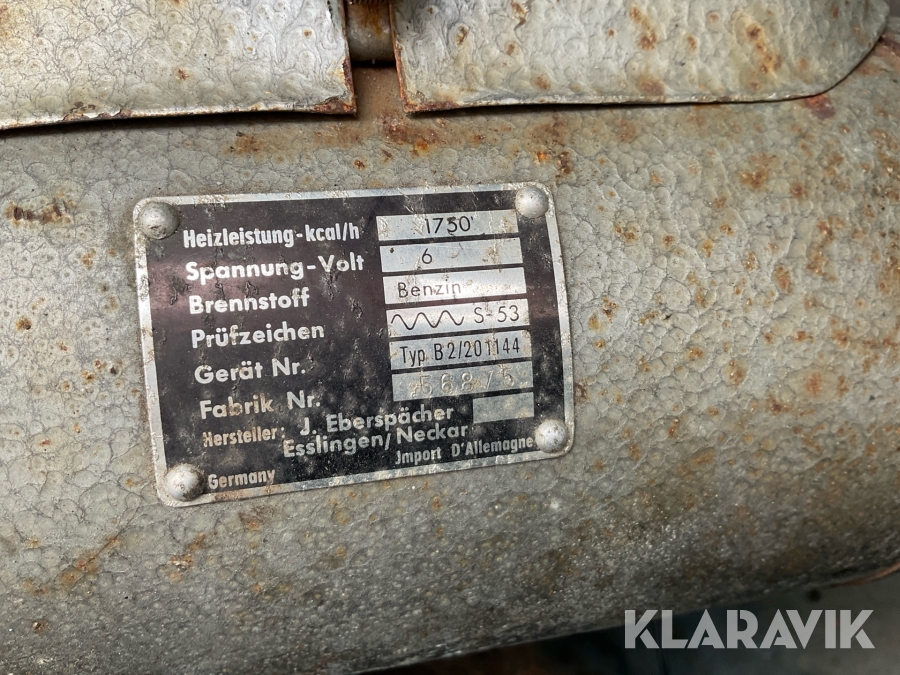 Heizleistung-kcal/h 1750
Spannung-Volt 6
Brennstoff Benzin
Prüfzeichen S-53
Gerät Nr. Typ B2/201144
Fabrik Nr. 56875
Hersteller: J. Eberspächer
Esslingen/Neckar
Germany Jmport D'Allemagne
KLARAVIK